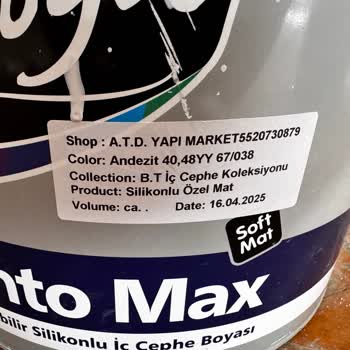 Shop : A.T.D. YAPI MARKET5520730879
Color: Andezit 40,48YY 67/038
Collection: B.T İç Cephe Koleksiyonu
Product: Silikonlu Özel Mat
Volume: ca. . Date: 16.04.2025
Soft
Mat
nto Max
bilir Silikonlu İç Cephe Boyası